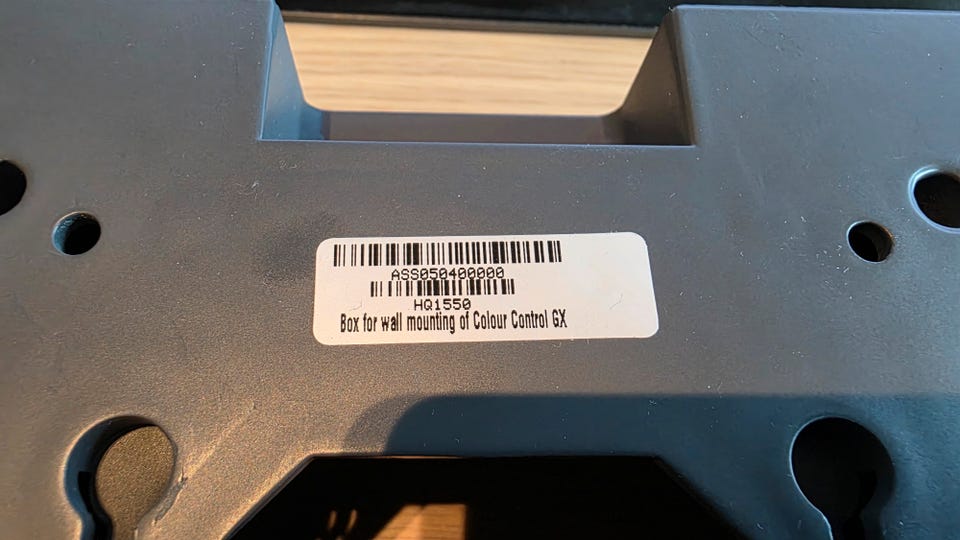 ASS050400000
HQ1550
Box for wall mounting of Colour Control GX